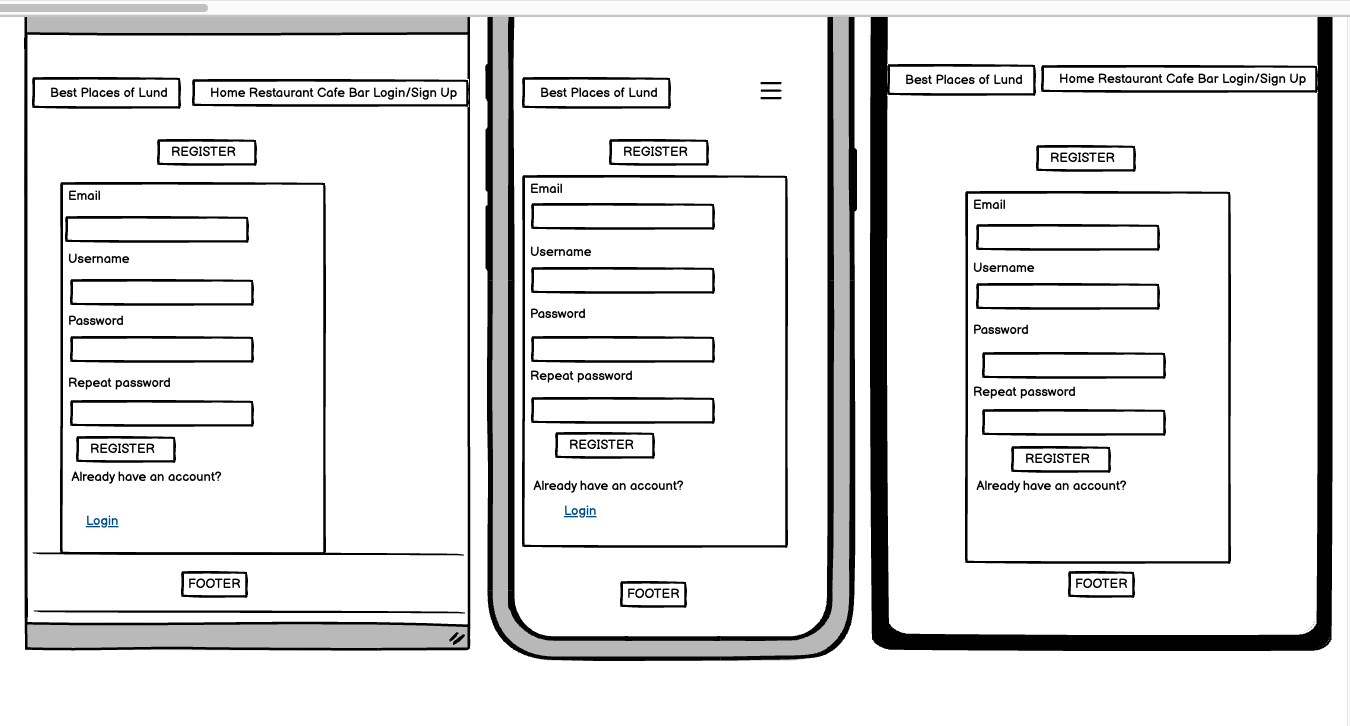 Best Places of Lund
Home Restaurant Cafe Bar Login/Sign Up
REGISTER
Email
Username
Password
Repeat password
REGISTER
Already have an account?
Login
FOOTER
Best Places of Lund
REGISTER
Email
Username
Password
Repeat password
REGISTER
Already have an account?
Login
FOOTER
Best Places of Lund
Home Restaurant Cafe Bar Login/Sign Up
REGISTER
Email
Username
Password
Repeat password
REGISTER
Already have an account?
FOOTER